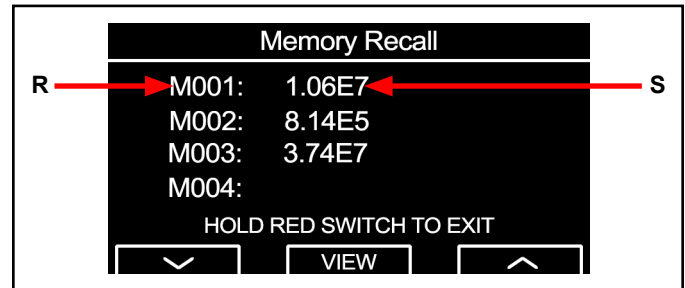 Memory Recall
R M001: 1.06E7 S
M002: 8.14E5
M003: 3.74E7
M004:
HOLD RED SWITCH TO EXIT
VIEW